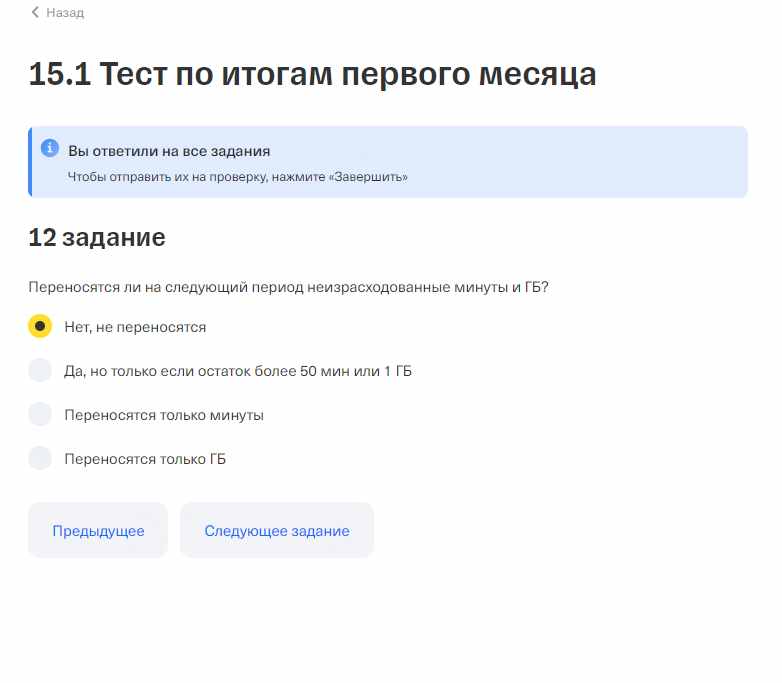 Назад
15.1 Тест по итогам первого месяца
Вы ответили на все задания
Чтобы отправить их на проверку, нажмите «Завершить»
12 задание
Переносятся ли на следующий период неизрасходованные минуты и ГБ?
Нет, не переносятся
Да, но только если остаток более 50 мин или 1 ГБ
Переносятся только минуты
Переносятся только ГБ
Предыдущее
Следующее задание